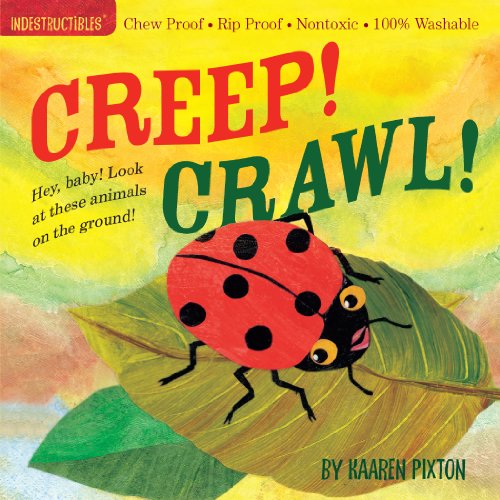 INDESTRUCTIBLES®
Chew Proof • Rip Proof • Nontoxic • 100% Washable
CREEP!
CRAWL!
Hey, baby! Look
at these animals
on the ground!
BY KAAREN PIXTON